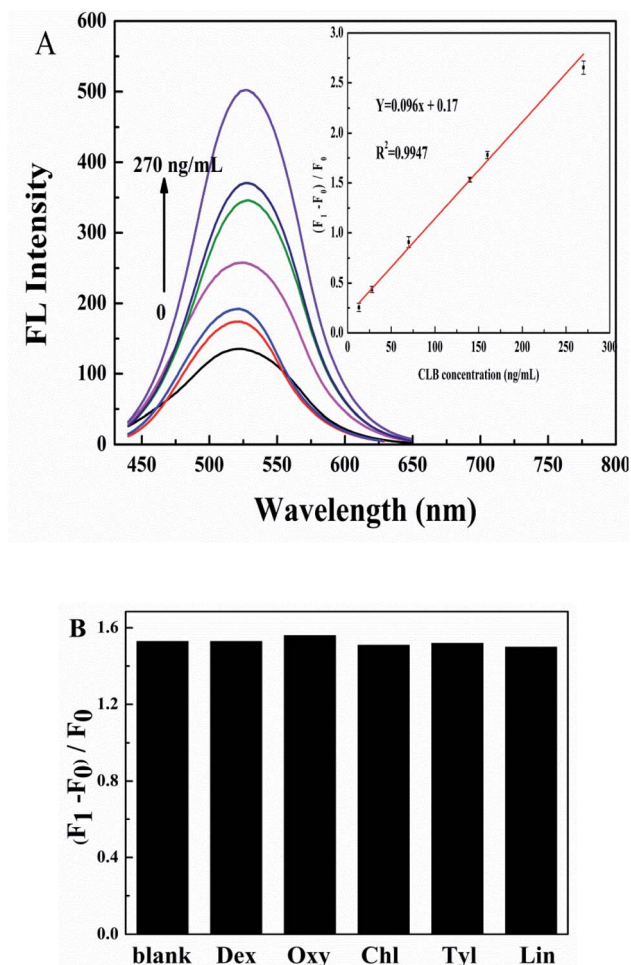 A
FL Intensity
600
500
400
300
200
100
0
270 ng/mL
0
450 500 550 600 650 700 750 800
Wavelength (nm)
(F1 -F0) / F0
3.0
2.5
2.0
1.5
1.0
0.5
0.0
Y=0.096x + 0.17
R²=0.9947
0 50 100 150 200 250 300
CLB concentration (ng/mL)
B
(F1 -F0) / F0
1.6
1.2
0.8
0.4
0.0
blank Dex Oxy Chl Tyl Lin